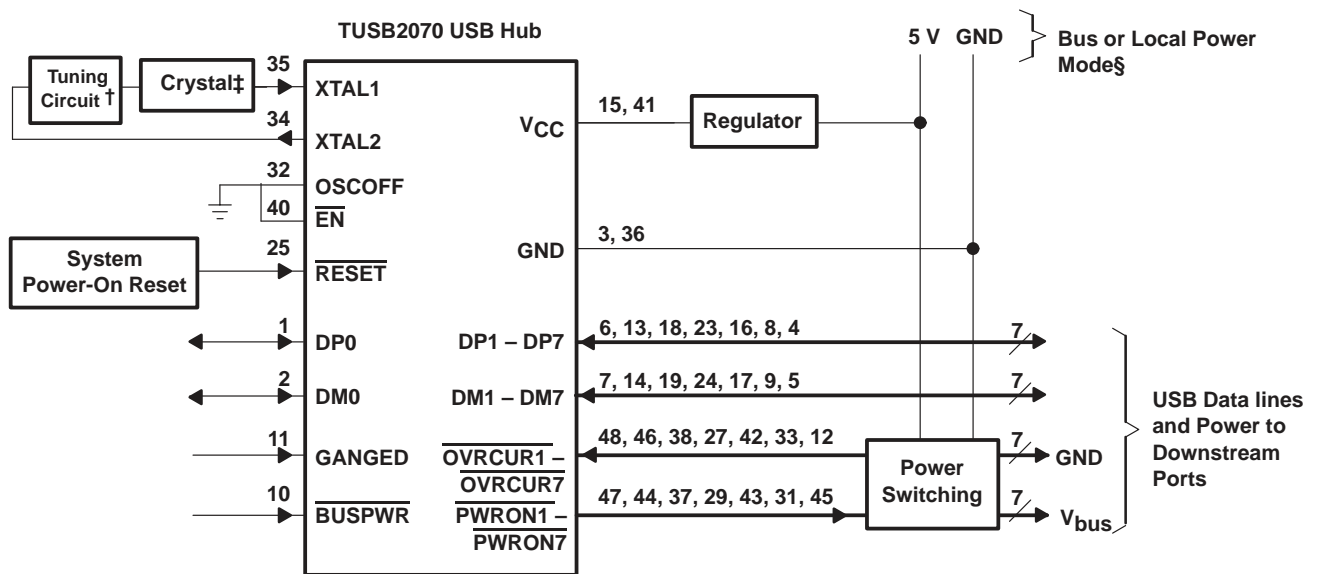 TUSB2070 USB Hub
5 V GND
Bus or Local Power
Mode§
Tuning
Circuit †
Crystal‡
35
XTAL1
34
XTAL2
32
OSCOFF
40
EN
25
RESET
System
Power-On Reset
1
DP0
2
DM0
11
GANGED
10
BUSPWR
VCC
15, 41
Regulator
GND
3, 36
DP1 – DP7
6, 13, 18, 23, 16, 8, 4
7
DM1 – DM7
7, 14, 19, 24, 17, 9, 5
7
OVRCUR1 –
OVRCUR7
48, 46, 38, 27, 42, 33, 12
PWRON1 –
PWRON7
47, 44, 37, 29, 43, 31, 45
Power
Switching
7
GND
7
Vbus
USB Data lines
and Power to
Downstream
Ports